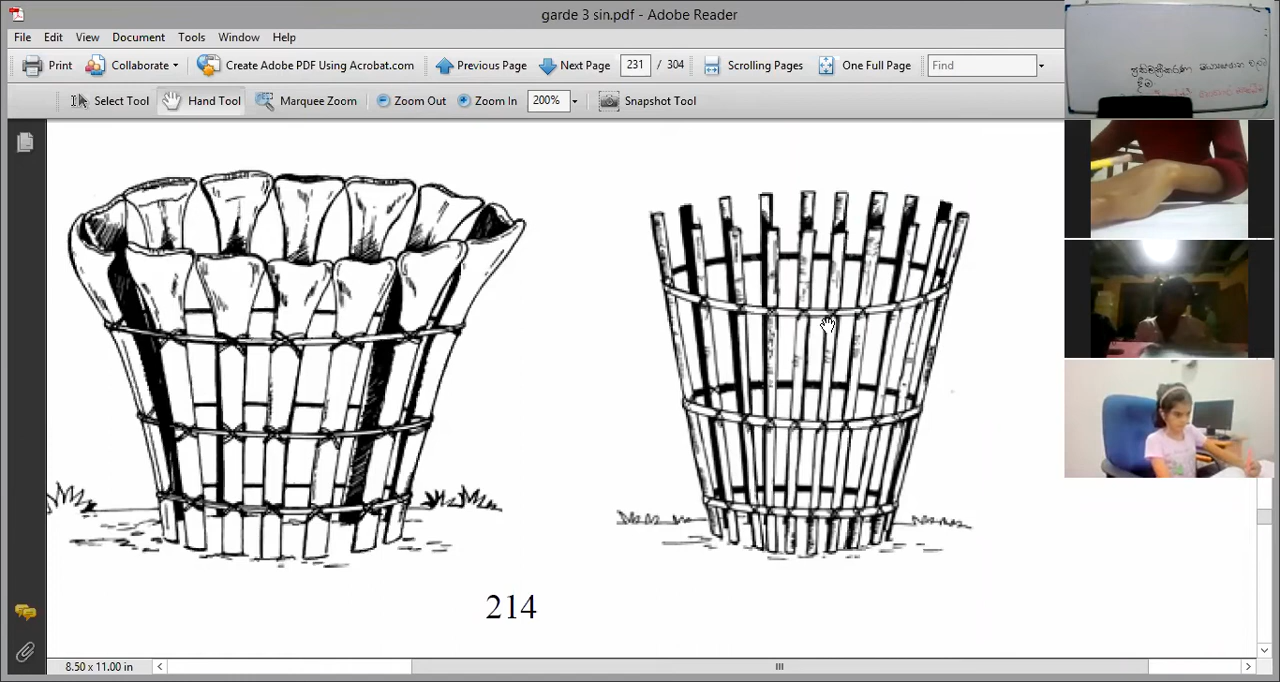 garde 3 sin.pdf - Adobe Reader
File Edit View Document Tools Window Help
Print Collaborate Create Adobe PDF Using Acrobat.com Previous Page Next Page 231 / 304 Scrolling Pages One Full Page Find
Select Tool Hand Tool Marquee Zoom Zoom Out Zoom In 200% Snapshot Tool
214
8.50 x 11.00 in